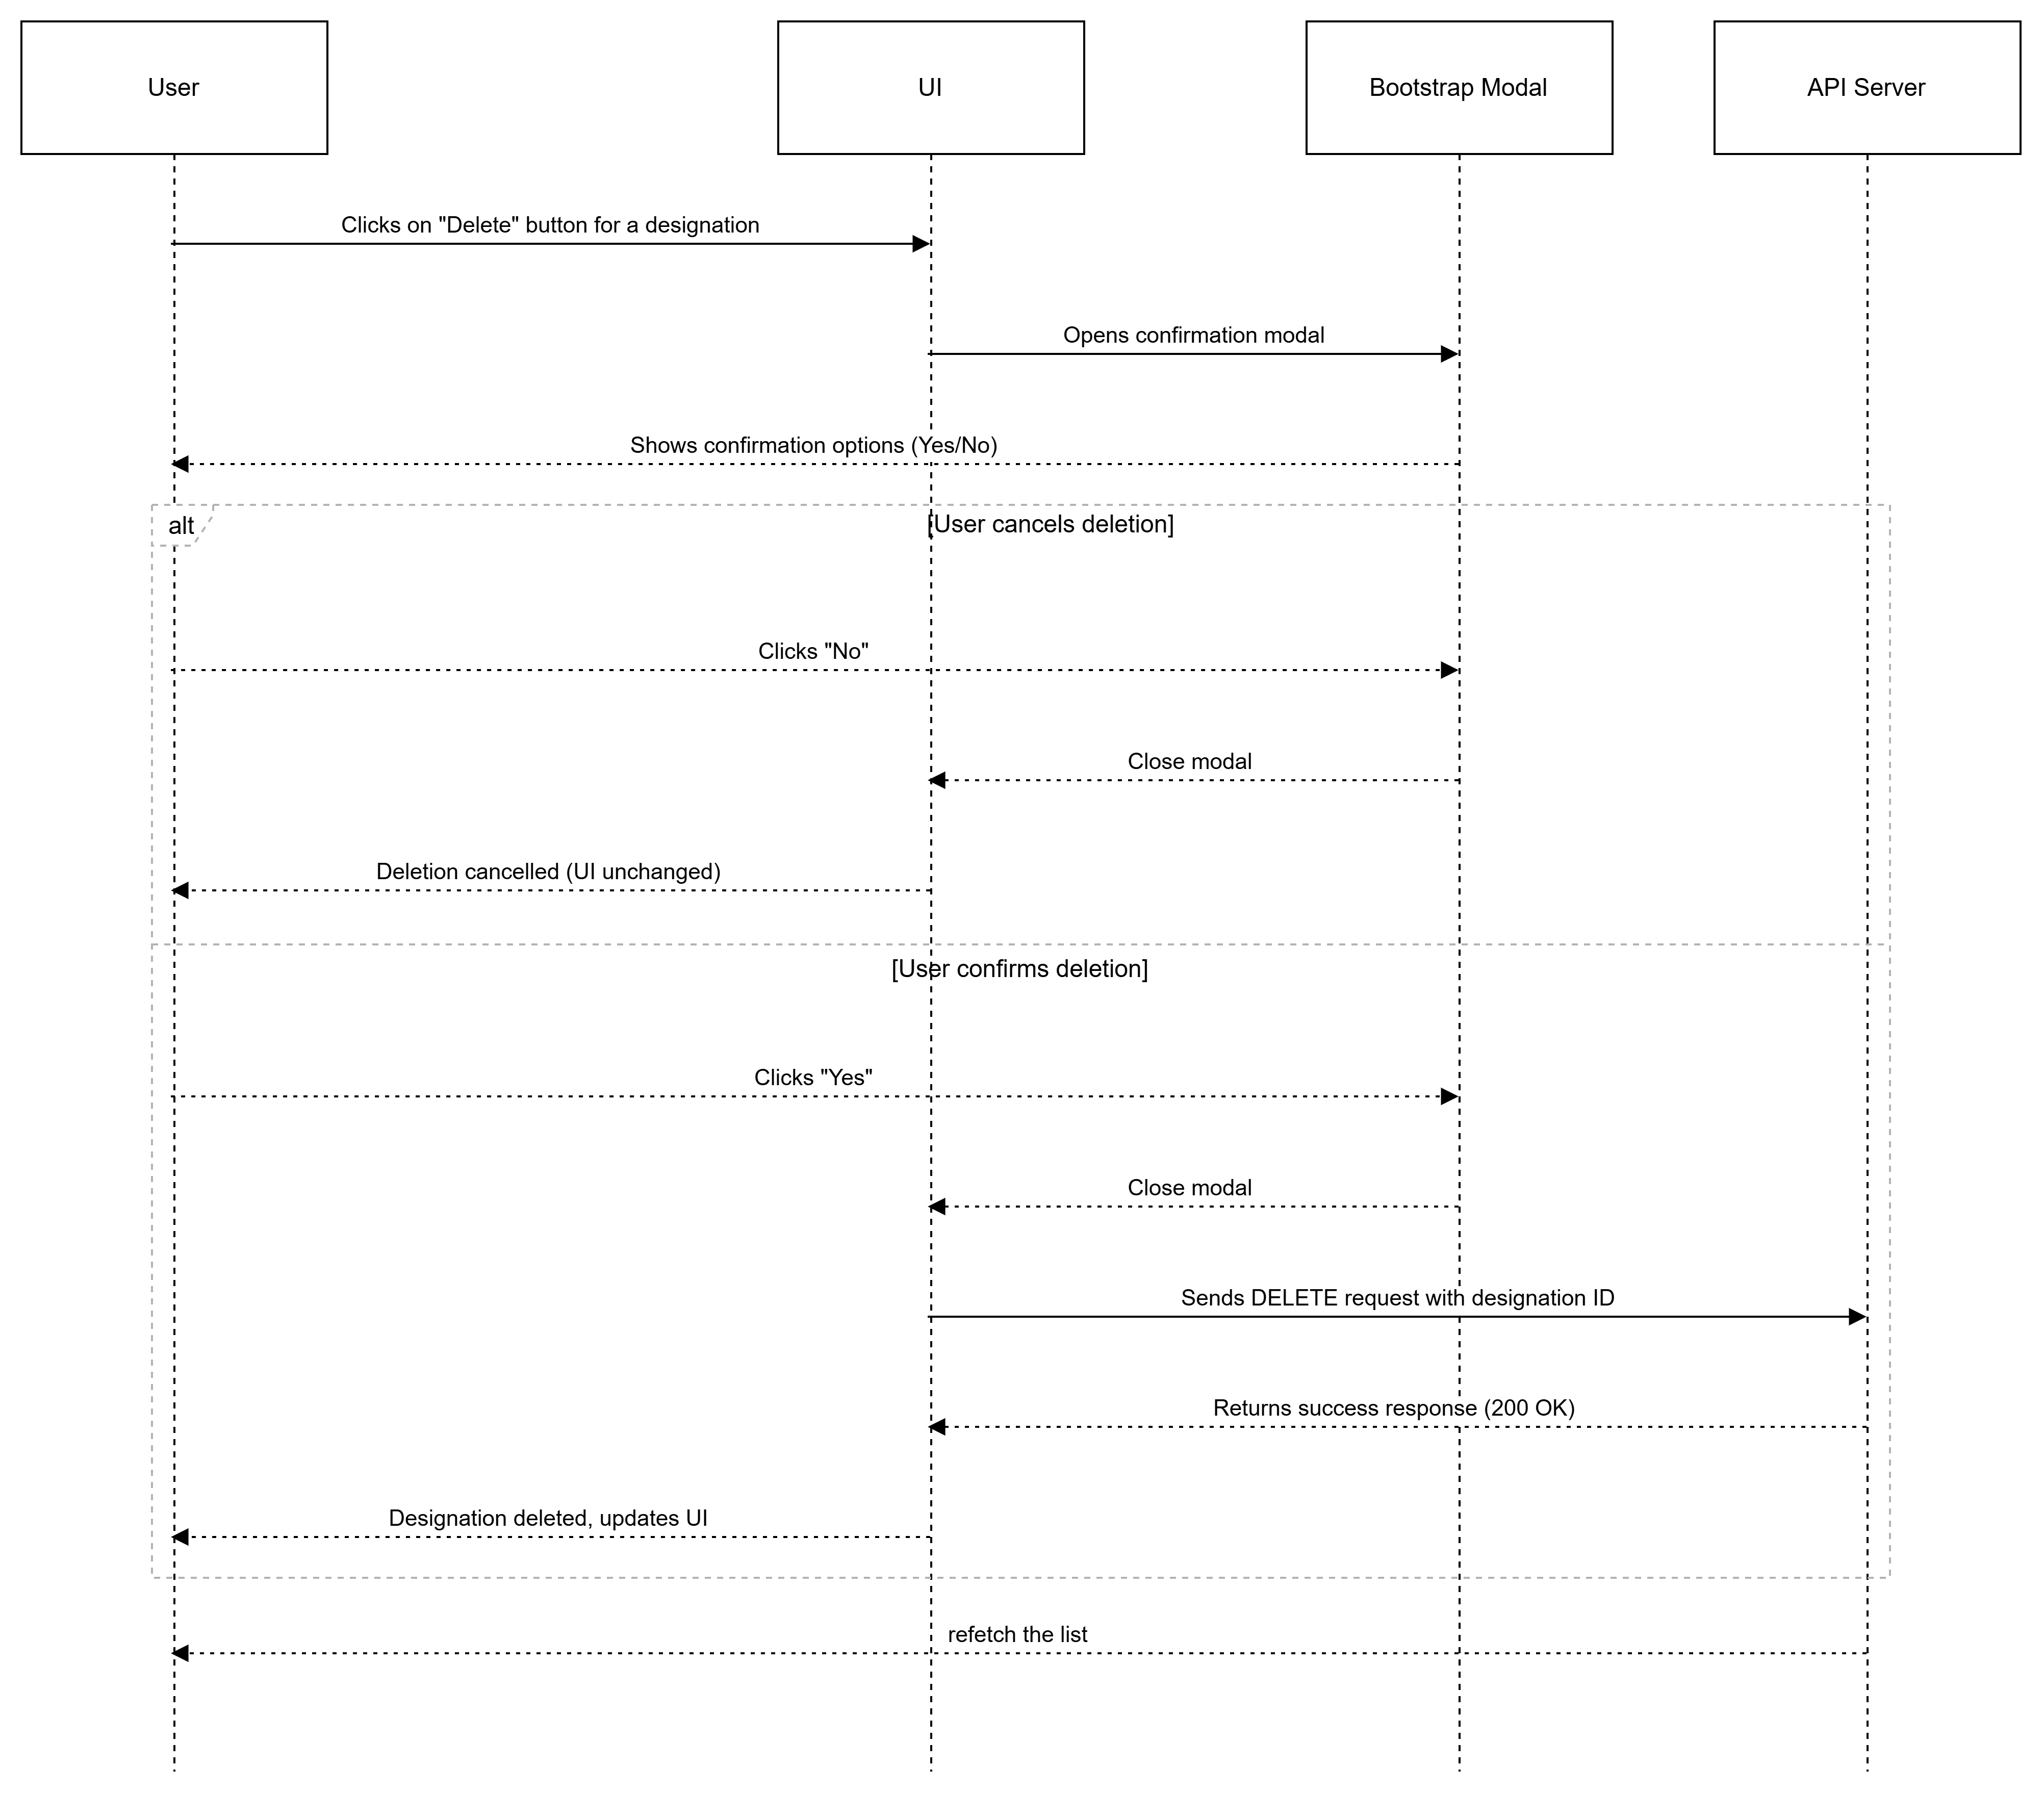 User
UI
Bootstrap Modal
API Server
Clicks on "Delete" button for a designation
Opens confirmation modal
Shows confirmation options (Yes/No)
alt
[User cancels deletion]
Clicks "No"
Close modal
Deletion cancelled (UI unchanged)
[User confirms deletion]
Clicks "Yes"
Close modal
Sends DELETE request with designation ID
Returns success response (200 OK)
Designation deleted, updates UI
refetch the list